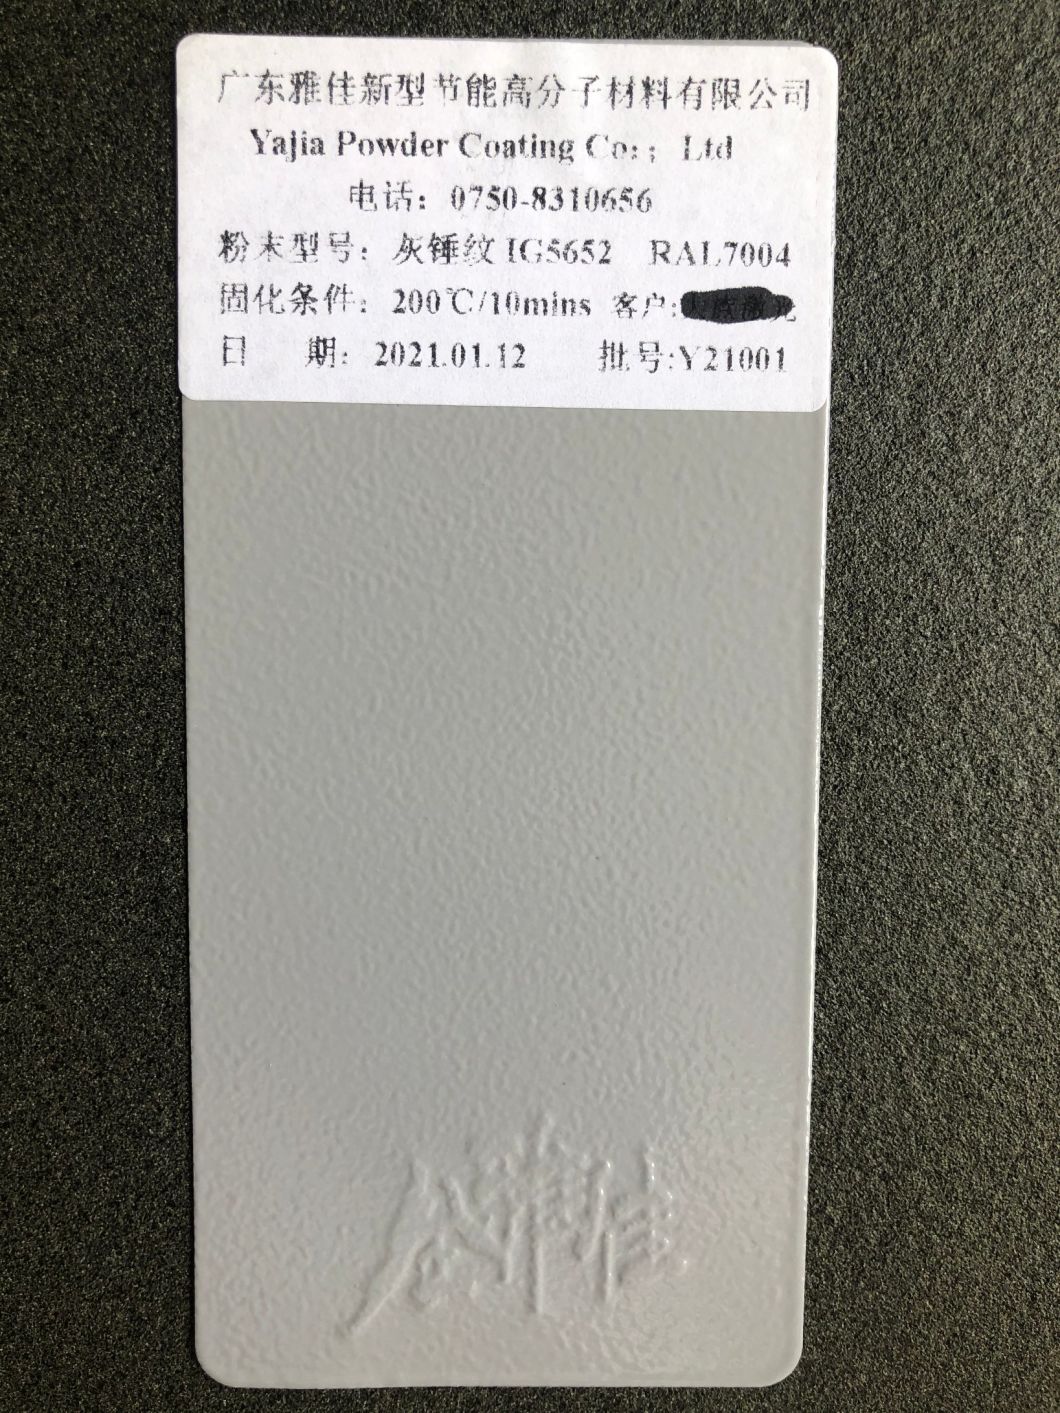 广东雅佳新型节能高分子材料有限公司
Yajia Powder Coating Co:; Ltd
电话: 0750-8310656
粉末型号: 灰锤纹 IG5652 RAL7004
固化条件: 200℃/10mins 客户:
日 期: 2021.01.12 批号:Y21001